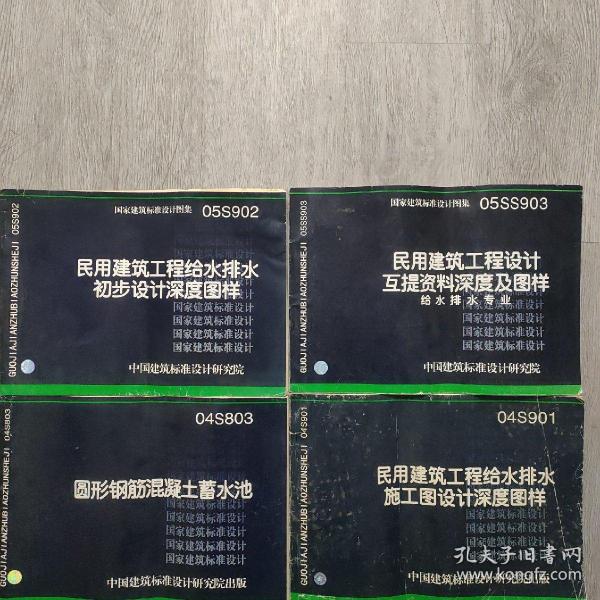 国家建筑标准设计图集 05S902
民用建筑工程给水排水
初步设计深度图样
国家建筑标准设计
国家建筑标准设计
国家建筑标准设计
国家建筑标准设计
中国建筑标准设计研究院
GUOJIAJIANZHUBIAOZHUNSHEJI 05S902
国家建筑标准设计图集 05SS903
民用建筑工程设计
互提资料深度及图样
给水排水专业
国家建筑标准设计
国家建筑标准设计
国家建筑标准设计
中国建筑标准设计研究院
GUOJIAJIANZHUBIAOZHUNSHEJI 05SS903
04S803
圆形钢筋混凝土蓄水池
国家建筑标准设计
国家建筑标准设计
国家建筑标准设计
国家建筑标准设计
国家建筑标准设计
中国建筑标准设计研究院出版
GUOJIAJIANZHUBIAOZHUNSHEJI 04S803
04S901
民用建筑工程给水排水
施工图设计深度图样
国家建筑标准设计
国家建筑标准设计
国家建筑标准设计
中国建筑标准设计研究院出版
GUOJIAJIANZHUBIAOZHUNSHEJI 04S901
孔夫子旧书网
www.kongfz.com